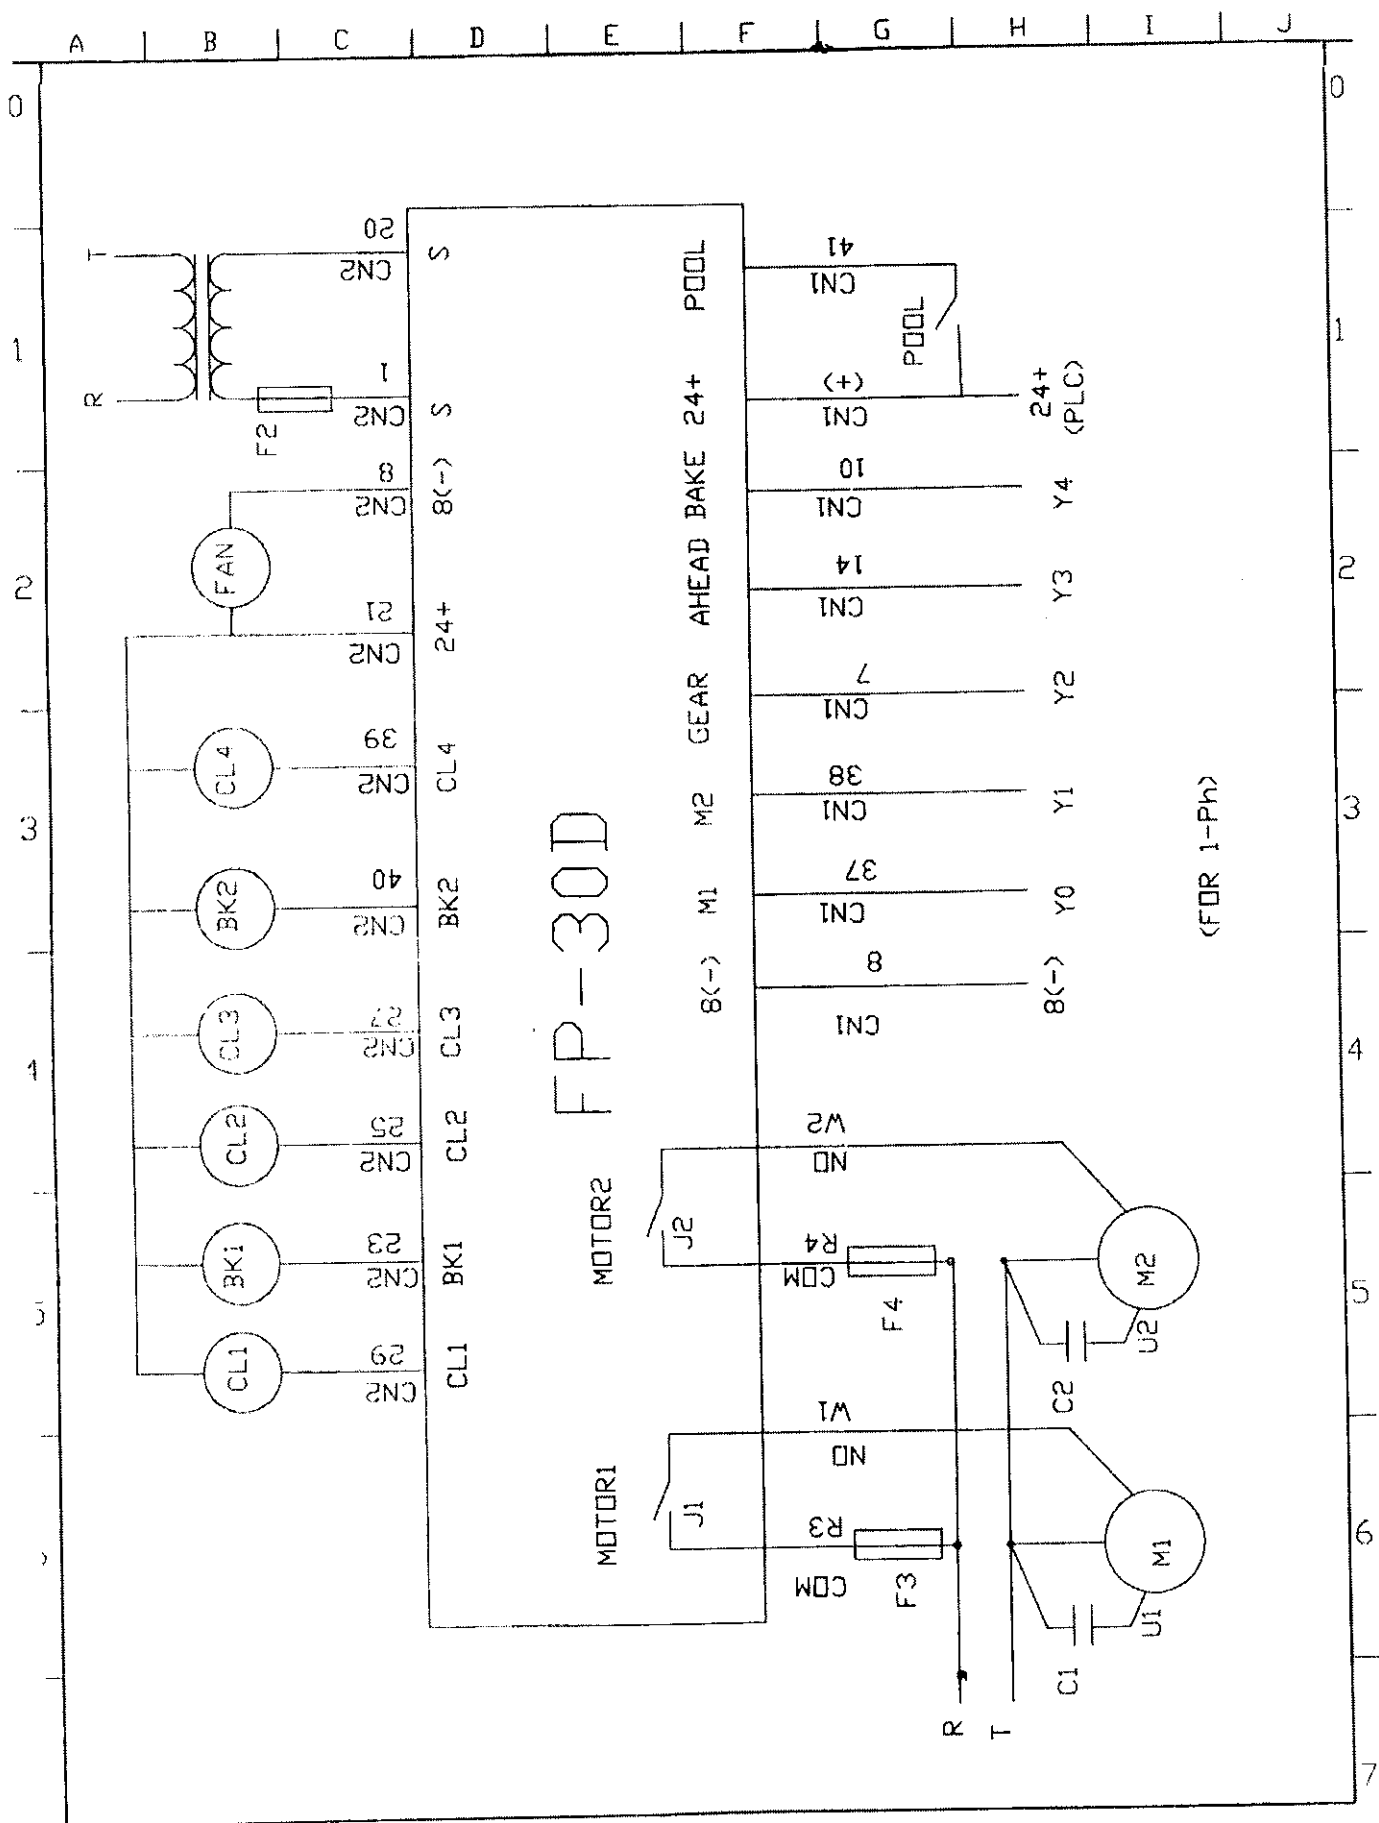 A B C D E F G H I J
0 0
1 1
2 2
3 3
4
5
6
7
T
R
F2
20
CN2
1
CN2
8
CN2
21
CN2
39
CN2
40
CN2
27
CN2
25
CN2
23
CN2
29
CN2
FAN
CL4
BK2
CL3
CL2
BK1
CL1
S
S
8(-)
24+
CL4
BK2
CL3
CL2
BK1
CL1
FP-30D
POOL
24+
BAKE
AHEAD
GEAR
M2
M1
8(-)
MOTOR2
J2
MOTOR1
J1
41
CN1
POOL
(+)
CN1
24+
(PLC)
10
CN1
Y4
14
CN1
Y3
7
CN1
Y2
38
CN1
Y1
37
CN1
Y0
8
CN1
8(-)
(FOR 1-Ph)
W2
NO
R4
COM
F4
M2
U2
C2
W1
NO
R3
COM
F3
M1
U1
C1
R
T